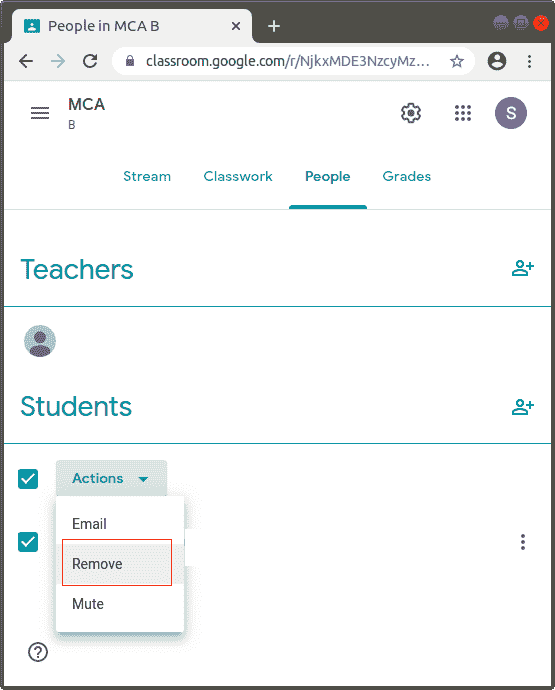 People in MCA B
classroom.google.com/r/NjkxMDE3NzcyMz...
MCA
B
S
Stream Classwork People Grades
Teachers
Students
Actions
Email
Remove
Mute